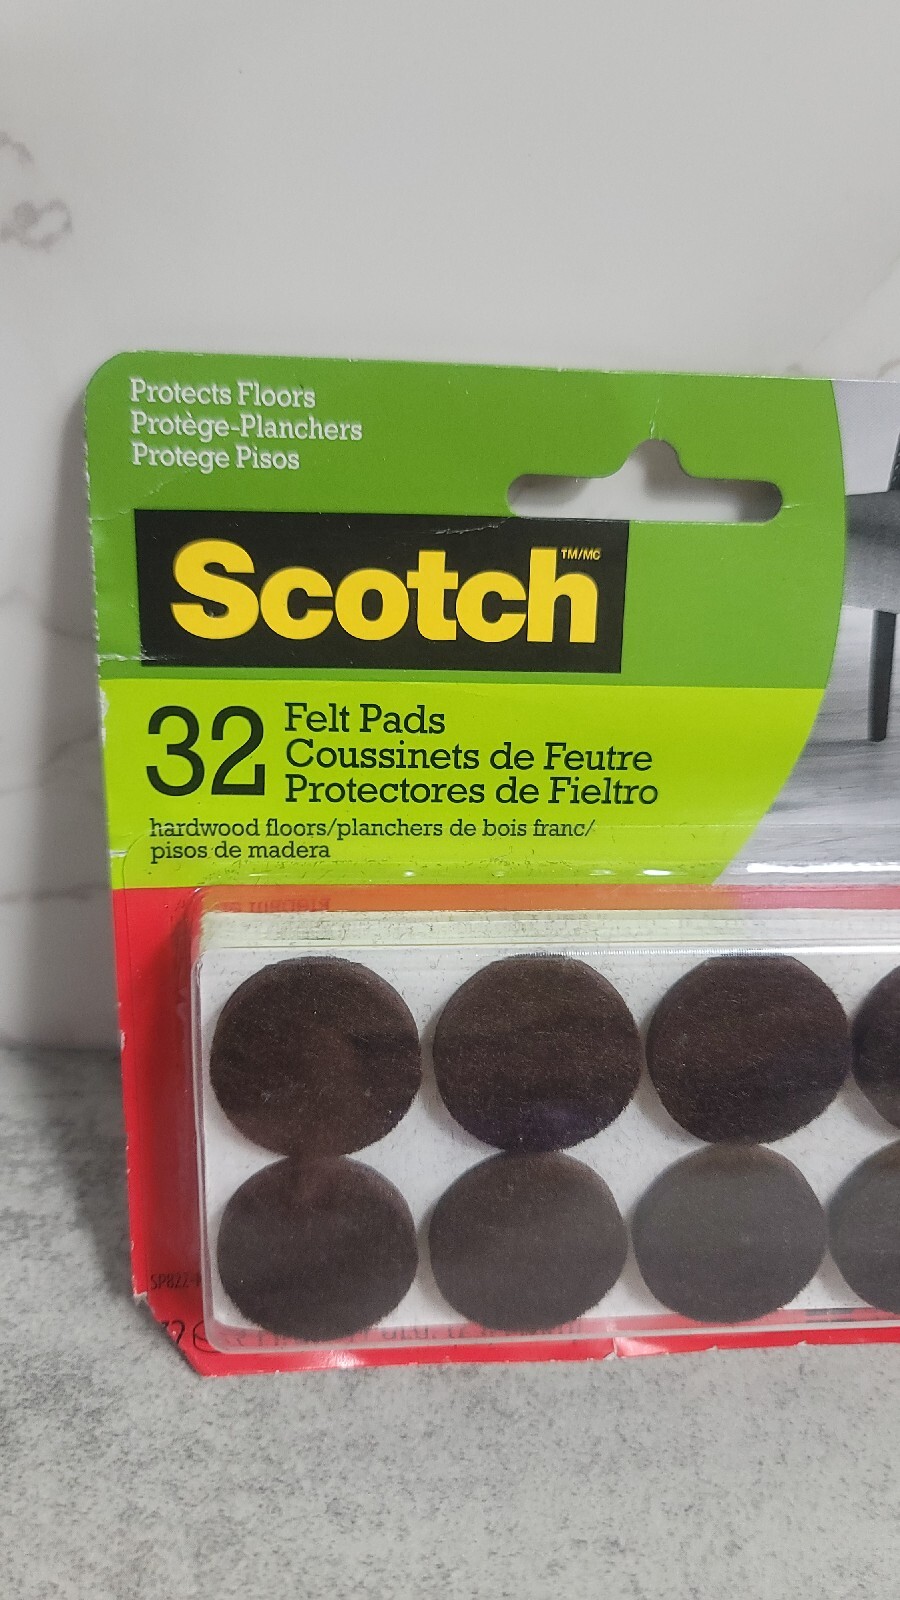 Protects Floors
Protège-Planchers
Protege Pisos
Scotch TM/MC
32
Felt Pads
Coussinets de Feutre
Protectores de Fieltro
hardwood floors/planchers de bois franc/
pisos de madera